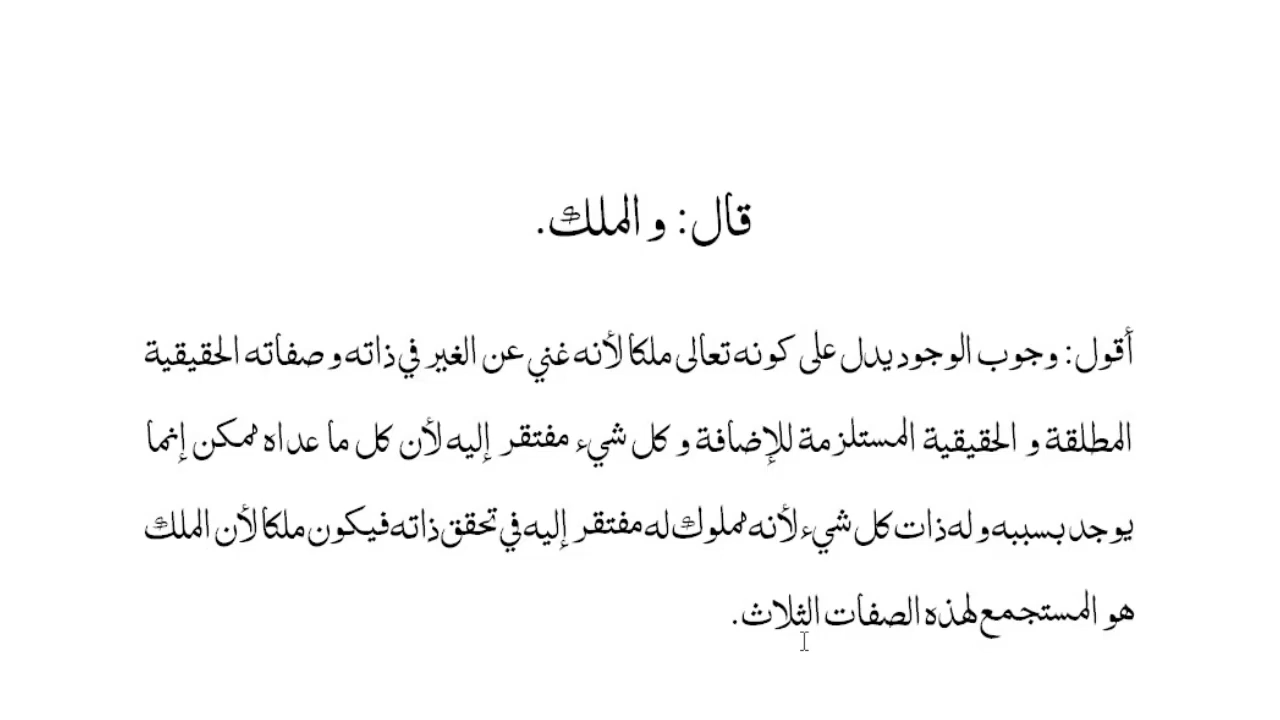 قال: و الملك.
أقول: وجوب الوجود يدل على كونه تعالى ملكا لأنه غني عن الغير في ذاته و صفاته الحقيقية
المطلقة و الحقيقية المستلزمة للإضافة و كل شيء مفتقر إليه لأن كل ما عداه ممكن إنما
يوجد بسببه و له ذات كل شيء لأنه مملوك له مفتقر إليه في تحقق ذاته فيكون ملكا لأن الملك
هو المستجمع لهذه الصفات الثلاث.